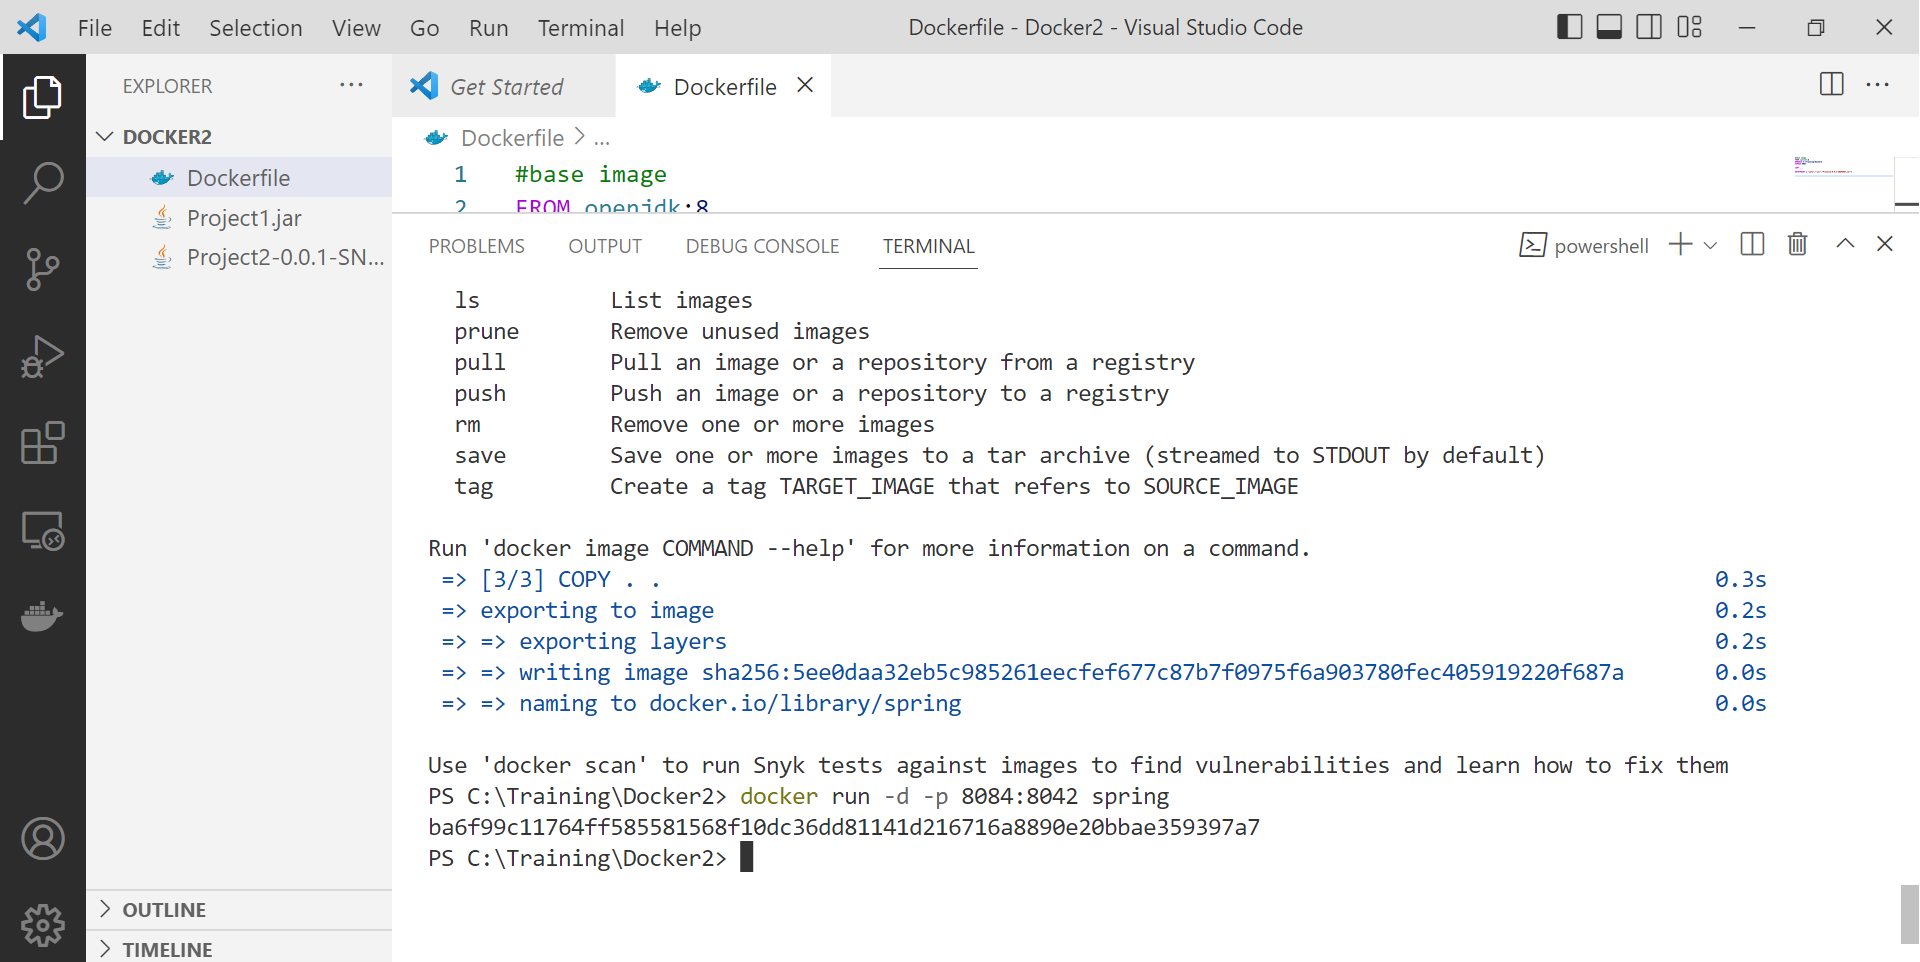 File Edit Selection View Go Run Terminal Help Dockerfile - Docker2 - Visual Studio Code
EXPLORER ... Get Started Dockerfile
DOCKER2
Dockerfile
Project1.jar
Project2-0.0.1-SN...
OUTLINE
TIMELINE
Dockerfile > ...
1 #base image
2 FROM openjdk:8
PROBLEMS OUTPUT DEBUG CONSOLE TERMINAL powershell
ls List images
prune Remove unused images
pull Pull an image or a repository from a registry
push Push an image or a repository to a registry
rm Remove one or more images
save Save one or more images to a tar archive (streamed to STDOUT by default)
tag Create a tag TARGET_IMAGE that refers to SOURCE_IMAGE
Run 'docker image COMMAND --help' for more information on a command.
=> [3/3] COPY . . 0.3s
=> exporting to image 0.2s
=> => exporting layers 0.2s
=> => writing image sha256:5ee0daa32eb5c985261eecfef677c87b7f0975f6a903780fec405919220f687a 0.0s
=> => naming to docker.io/library/spring 0.0s
Use 'docker scan' to run Snyk tests against images to find vulnerabilities and learn how to fix them
PS C:\Training\Docker2> docker run -d -p 8084:8042 spring
ba6f99c11764ff585581568f10dc36dd81141d216716a8890e20bbae359397a7
PS C:\Training\Docker2>